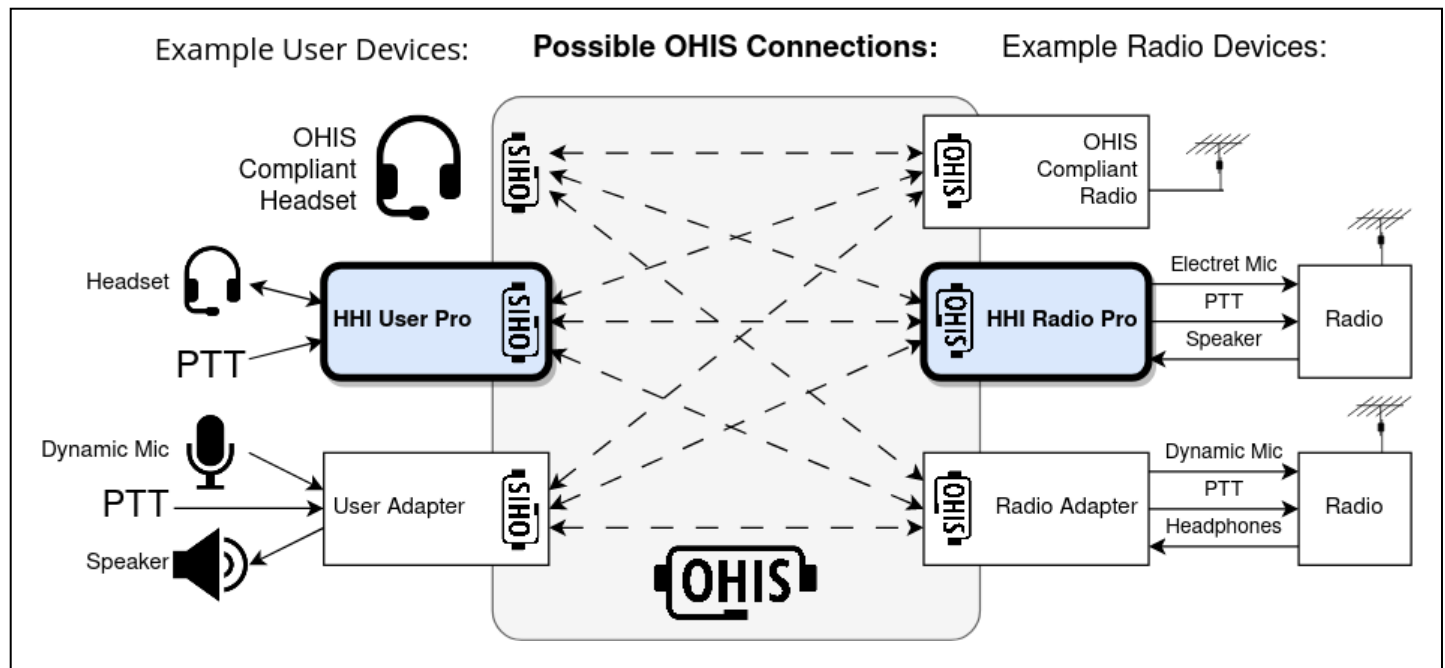 Example User Devices:
Possible OHIS Connections:
Example Radio Devices:
OHIS
Compliant
Headset
OHIS
OHIS
OHIS
Compliant
Radio
Headset
PTT
HHI User Pro
OHIS
OHIS
HHI Radio Pro
Electret Mic
PTT
Speaker
Radio
Dynamic Mic
PTT
Speaker
User Adapter
OHIS
OHIS
Radio Adapter
Dynamic Mic
PTT
Headphones
Radio
OHIS